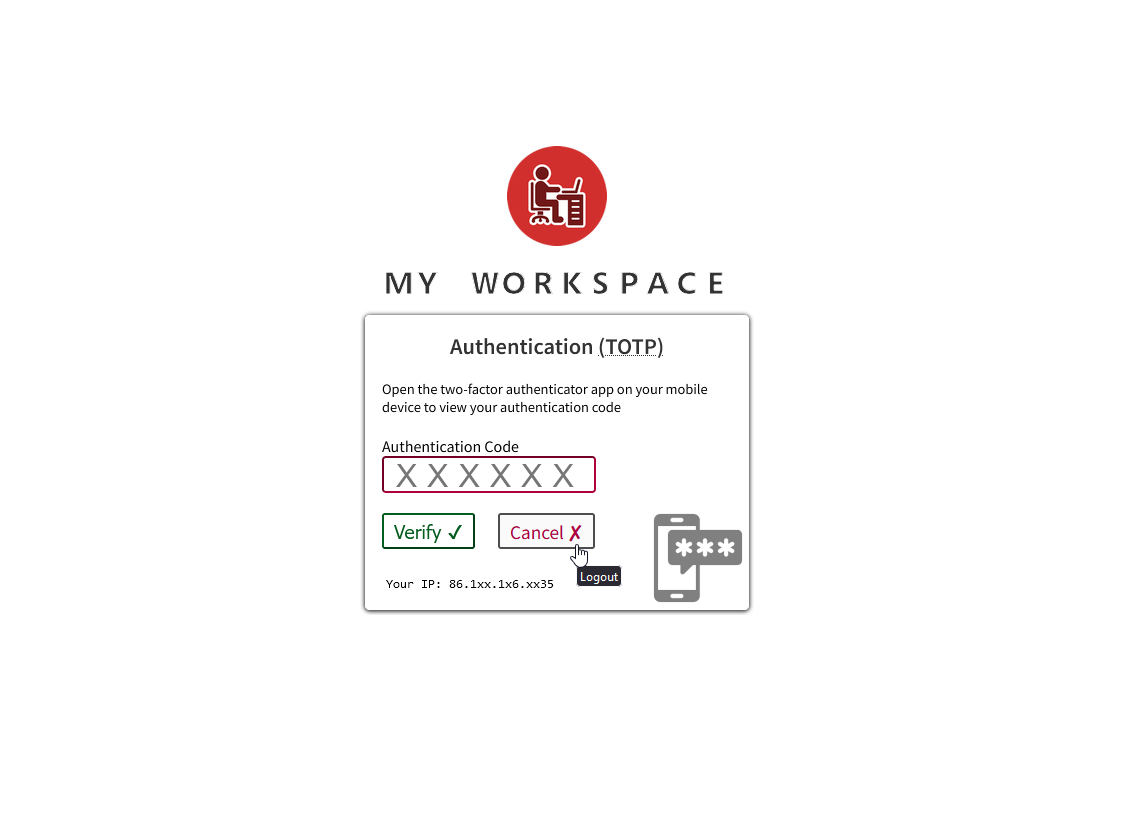 MY WORKSPACE
Authentication (TOTP)
Open the two-factor authenticator app on your mobile
device to view your authentication code
Authentication Code
X X X X X X
Verify ✓ Cancel ✗
***
Logout
Your IP: 86.1xx.1x6.xx35